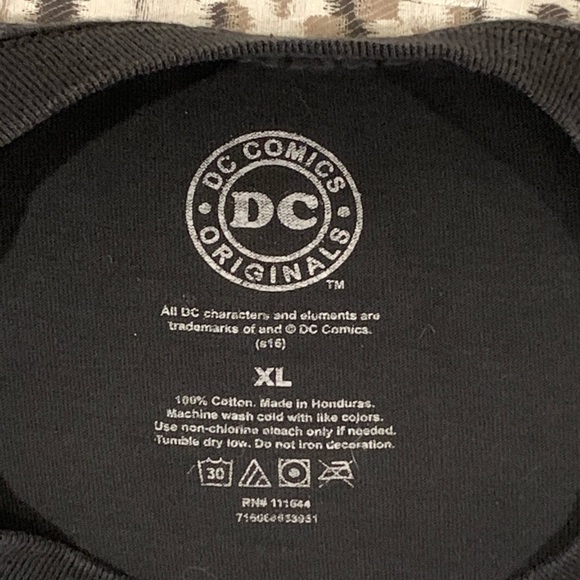 DC COMICS
DC
ORIGINALS
TM
All DC characters and elements are
trademarks of and © DC Comics.
(s16)
XL
100% Cotton. Made in Honduras.
Machine wash cold with like colors.
Use non-chlorine bleach only if needed.
Tumble dry low. Do not iron decoration.
30
RN# 111644